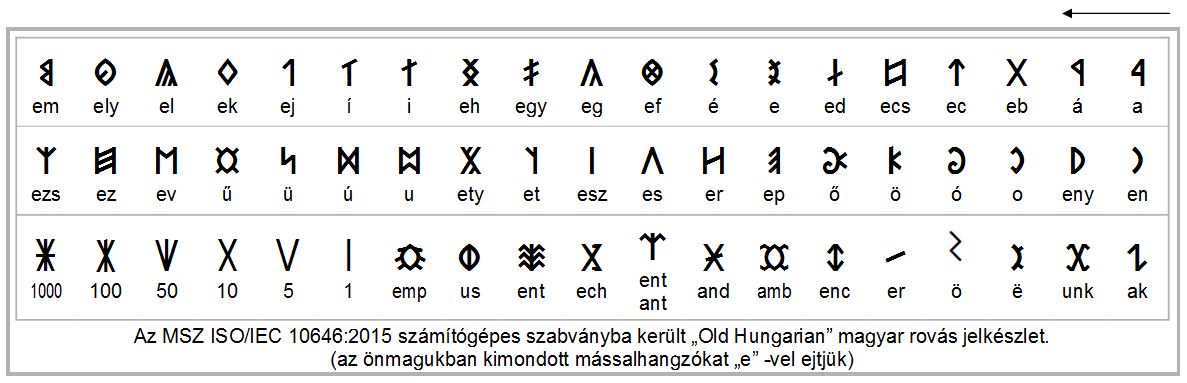 𐲀 𐲁 𐲂 𐲄 𐲆 𐲇 𐲉 𐲋 𐲌 𐲍 𐲎 𐲏 𐲐 𐲑 𐲒 𐲓 𐲖 𐲗 𐲘
em ely el ek ej í i eh egy eg ef é e ed ecs ec eb á a
𐲙 𐲚 𐲛 𐲜 𐲞 𐲟 𐲠 𐲢 𐲤 𐲥 𐲦 𐲨 𐲪 𐲫 𐲬 𐲭 𐲮 𐲯 𐲰
ezs ez ev ű ü ú u ety et esz es er ep ő ö ó o eny en
𐲔 𐲕 𐲊 𐲝 𐲣 𐲅 𐲃 𐲈 𐲧 𐲩 𐲱 𐲲 𐲡 𐳺 𐳻 𐳼 𐳽 𐳾 𐳿
1000 100 50 10 5 1 emp us ent ech ent ant and amb enc er ö ë unk ak
Az MSZ ISO/IEC 10646:2015 számítógépes szabványba került „Old Hungarian” magyar rovás jelkészlet.
(az önmagukban kimondott mássalhangzókat „e” -vel ejtjük)